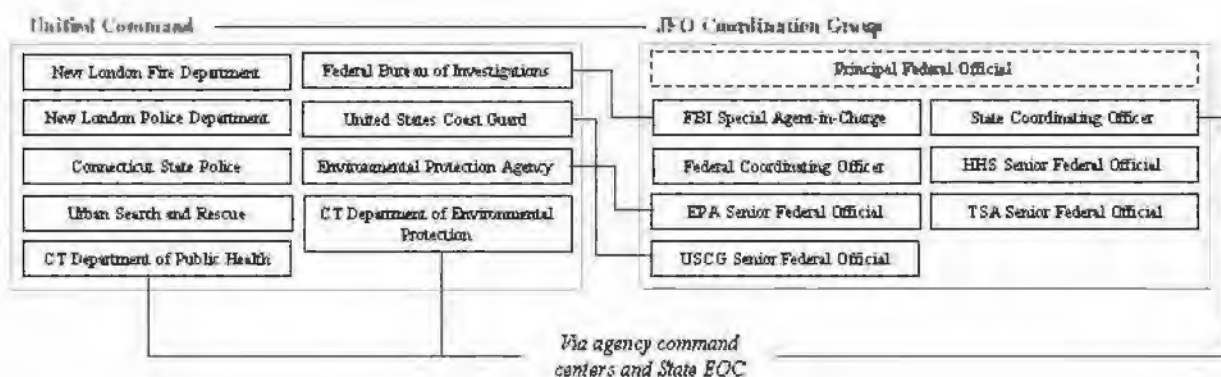 Unified Command
New London Fire Department
New London Police Department
Connecticut State Police
Urban Search and Rescue
CT Department of Public Health
Federal Bureau of Investigations
United States Coast Guard
Environmental Protection Agency
CT Department of Environmental
Protection
JFO Coordination Group
Principal Federal Official
FBI Special Agent-in-Charge
Federal Coordinating Officer
EPA Senior Federal Official
USCG Senior Federal Official
State Coordinating Officer
HHS Senior Federal Official
TSA Senior Federal Official
Via agency command
centers and State EOC